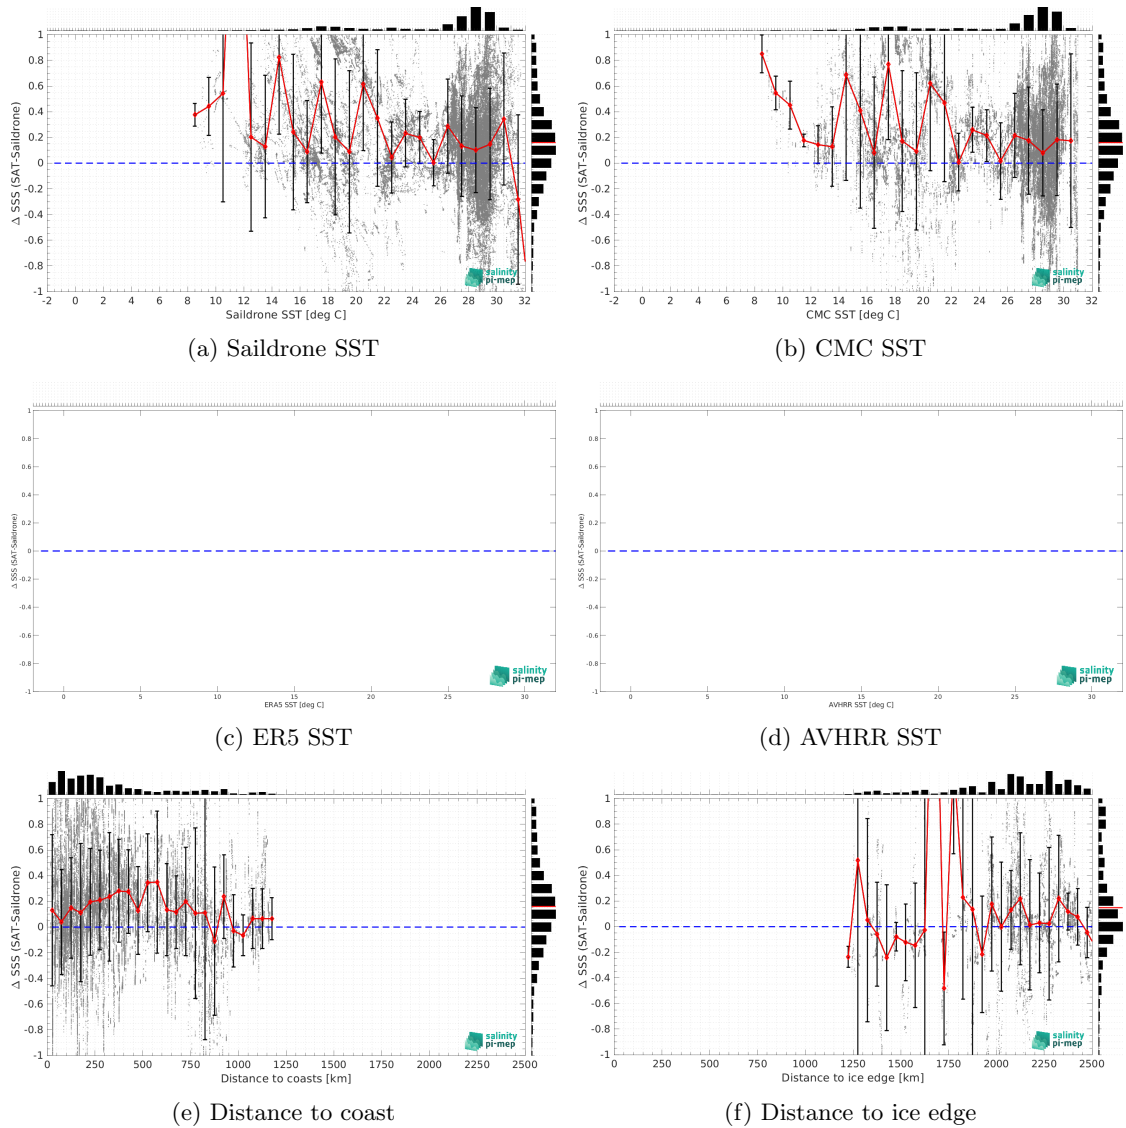 1
0.8
0.6
0.4
0.2
0
-0.2
-0.4
-0.6
-0.8
-1
Δ SSS (SAT-Saildrone)
salinity
pi-mep
-2 0 2 4 6 8 10 12 14 16 18 20 22 24 26 28 30 32
Saildrone SST [deg C]
(a) Saildrone SST
1
0.8
0.6
0.4
0.2
0
-0.2
-0.4
-0.6
-0.8
-1
Δ SSS (SAT-Saildrone)
salinity
pi-mep
-2 0 2 4 6 8 10 12 14 16 18 20 22 24 26 28 30 32
CMC SST [deg C]
(b) CMC SST
1
0.8
0.6
0.4
0.2
0
-0.2
-0.4
-0.6
-0.8
-1
Δ SSS (SAT-Saildrone)
salinity
pi-mep
0 5 10 15 20 25 30
ERA5 SST [deg C]
(c) ER5 SST
1
0.8
0.6
0.4
0.2
0
-0.2
-0.4
-0.6
-0.8
-1
Δ SSS (SAT-Saildrone)
salinity
pi-mep
0 5 10 15 20 25 30
AVHRR SST [deg C]
(d) AVHRR SST
1
0.8
0.6
0.4
0.2
0
-0.2
-0.4
-0.6
-0.8
-1
Δ SSS (SAT-Saildrone)
salinity
pi-mep
0 250 500 750 1000 1250 1500 1750 2000 2250 2500
Distance to coasts [km]
(e) Distance to coast
1
0.8
0.6
0.4
0.2
0
-0.2
-0.4
-0.6
-0.8
-1
Δ SSS (SAT-Saildrone)
salinity
pi-mep
0 250 500 750 1000 1250 1500 1750 2000 2250 2500
Distance to ice edge [km]
(f) Distance to ice edge